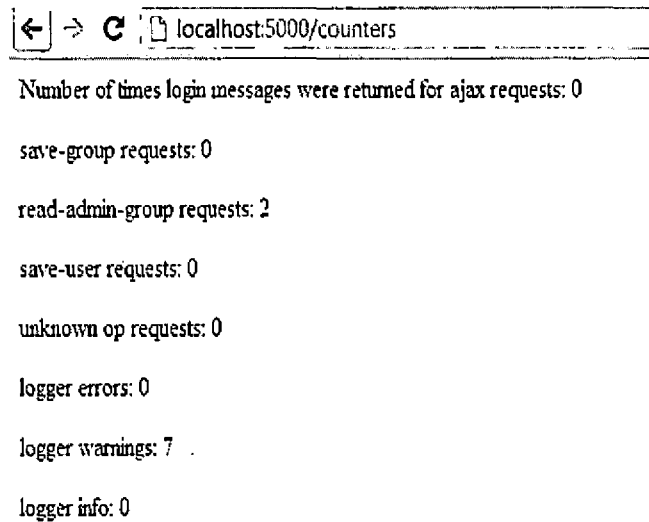 localhost:5000/counters
Number of times login messages were returned for ajax requests: 0
save-group requests: 0
read-admin-group requests: 2
save-user requests: 0
unknown op requests: 0
logger errors: 0
logger warnings: 7
logger info: 0